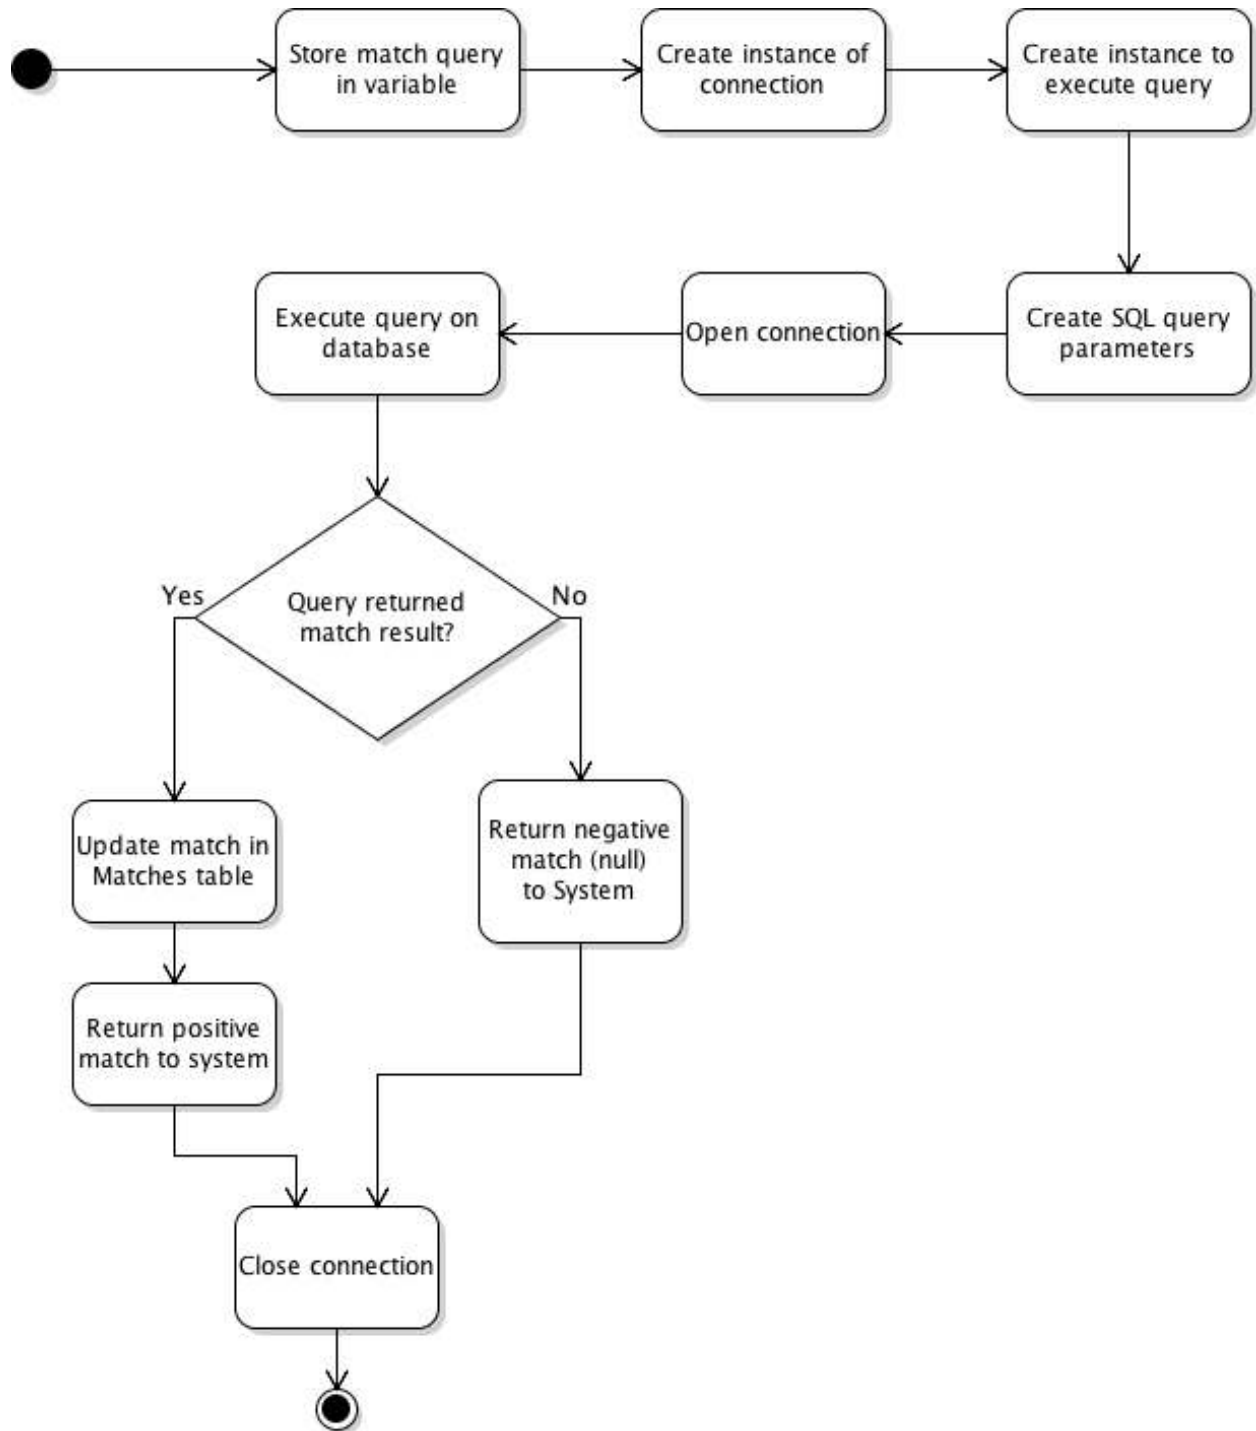 Store match query
in variable
Create instance of
connection
Create instance to
execute query
Execute query on
database
Open connection
Create SQL query
parameters
Yes
Query returned
match result?
No
Update match in
Matches table
Return negative
match (null)
to System
Return positive
match to system
Close connection